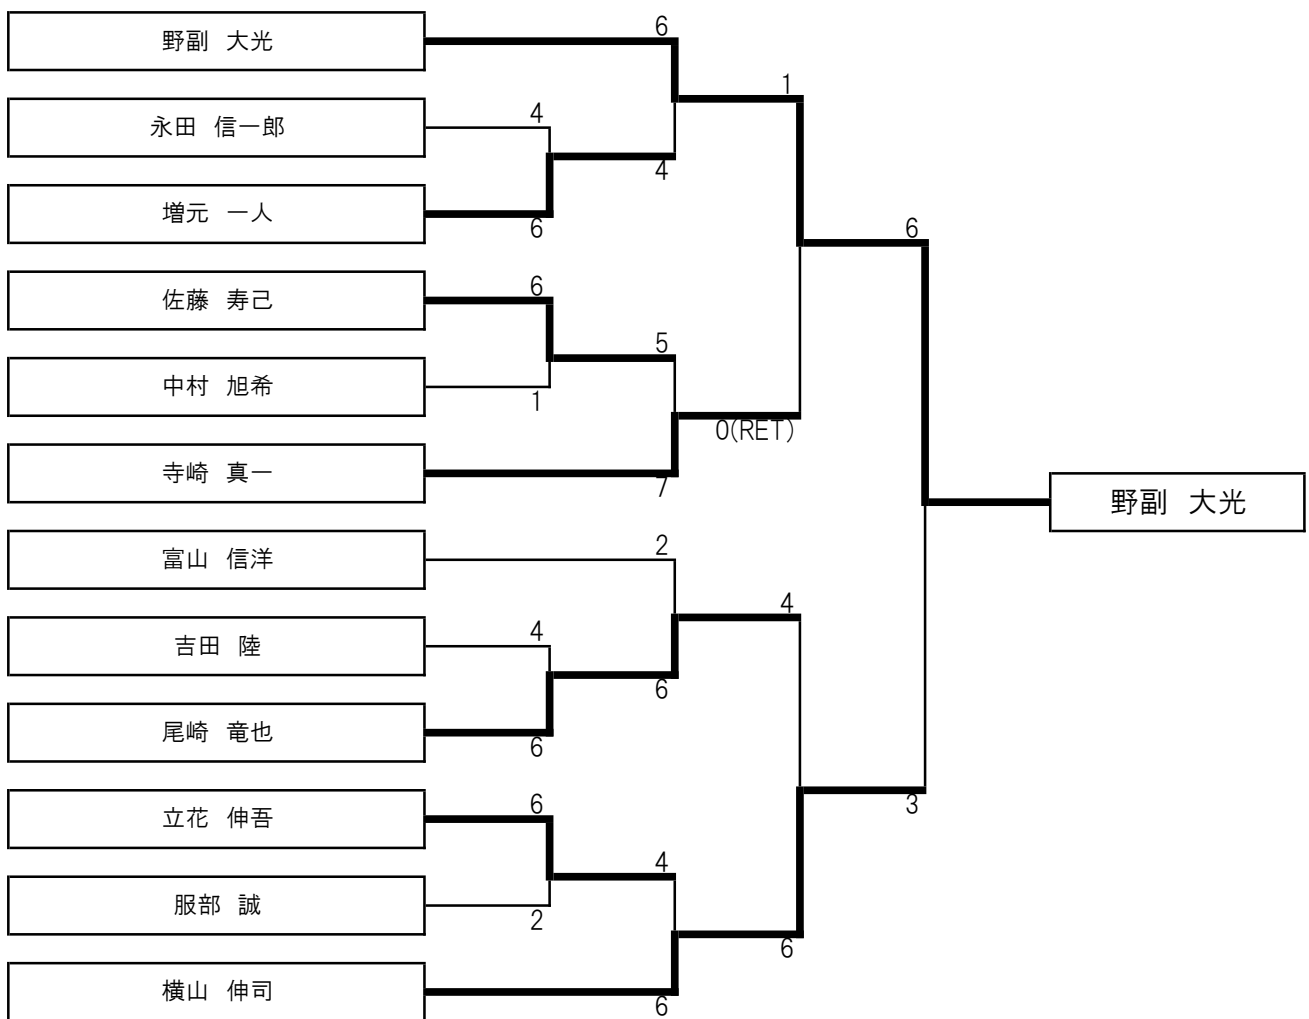 野副 大光
6
1
永田 信一郎
4
4
増元 一人
6
6
佐藤 寿己
6
5
中村 旭希
1
0(RET)
寺崎 真一
7
野副 大光
富山 信洋
2
4
吉田 陸
4
6
尾崎 竜也
6
3
立花 伸吾
6
4
服部 誠
2
6
横山 伸司
6